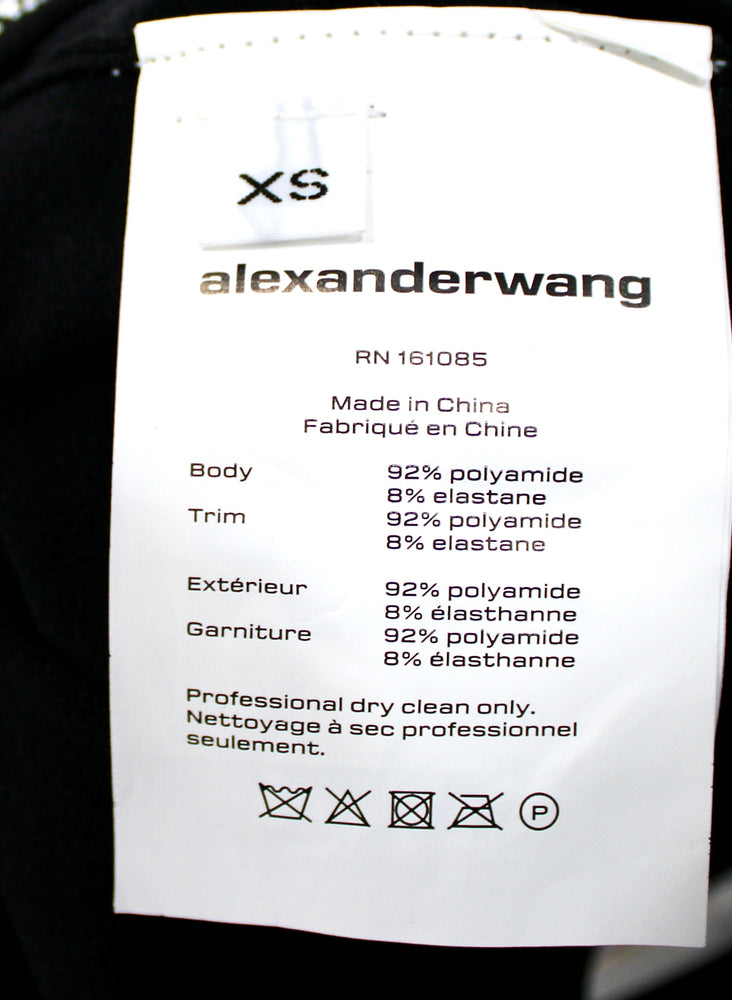 XS
alexanderwang
RN 161085
Made in China
Fabriqué en Chine
Body 92% polyamide
8% elastane
Trim 92% polyamide
8% elastane
Extérieur 92% polyamide
8% élasthanne
Garniture 92% polyamide
8% élasthanne
Professional dry clean only.
Nettoyage à sec professionnel
seulement.
P